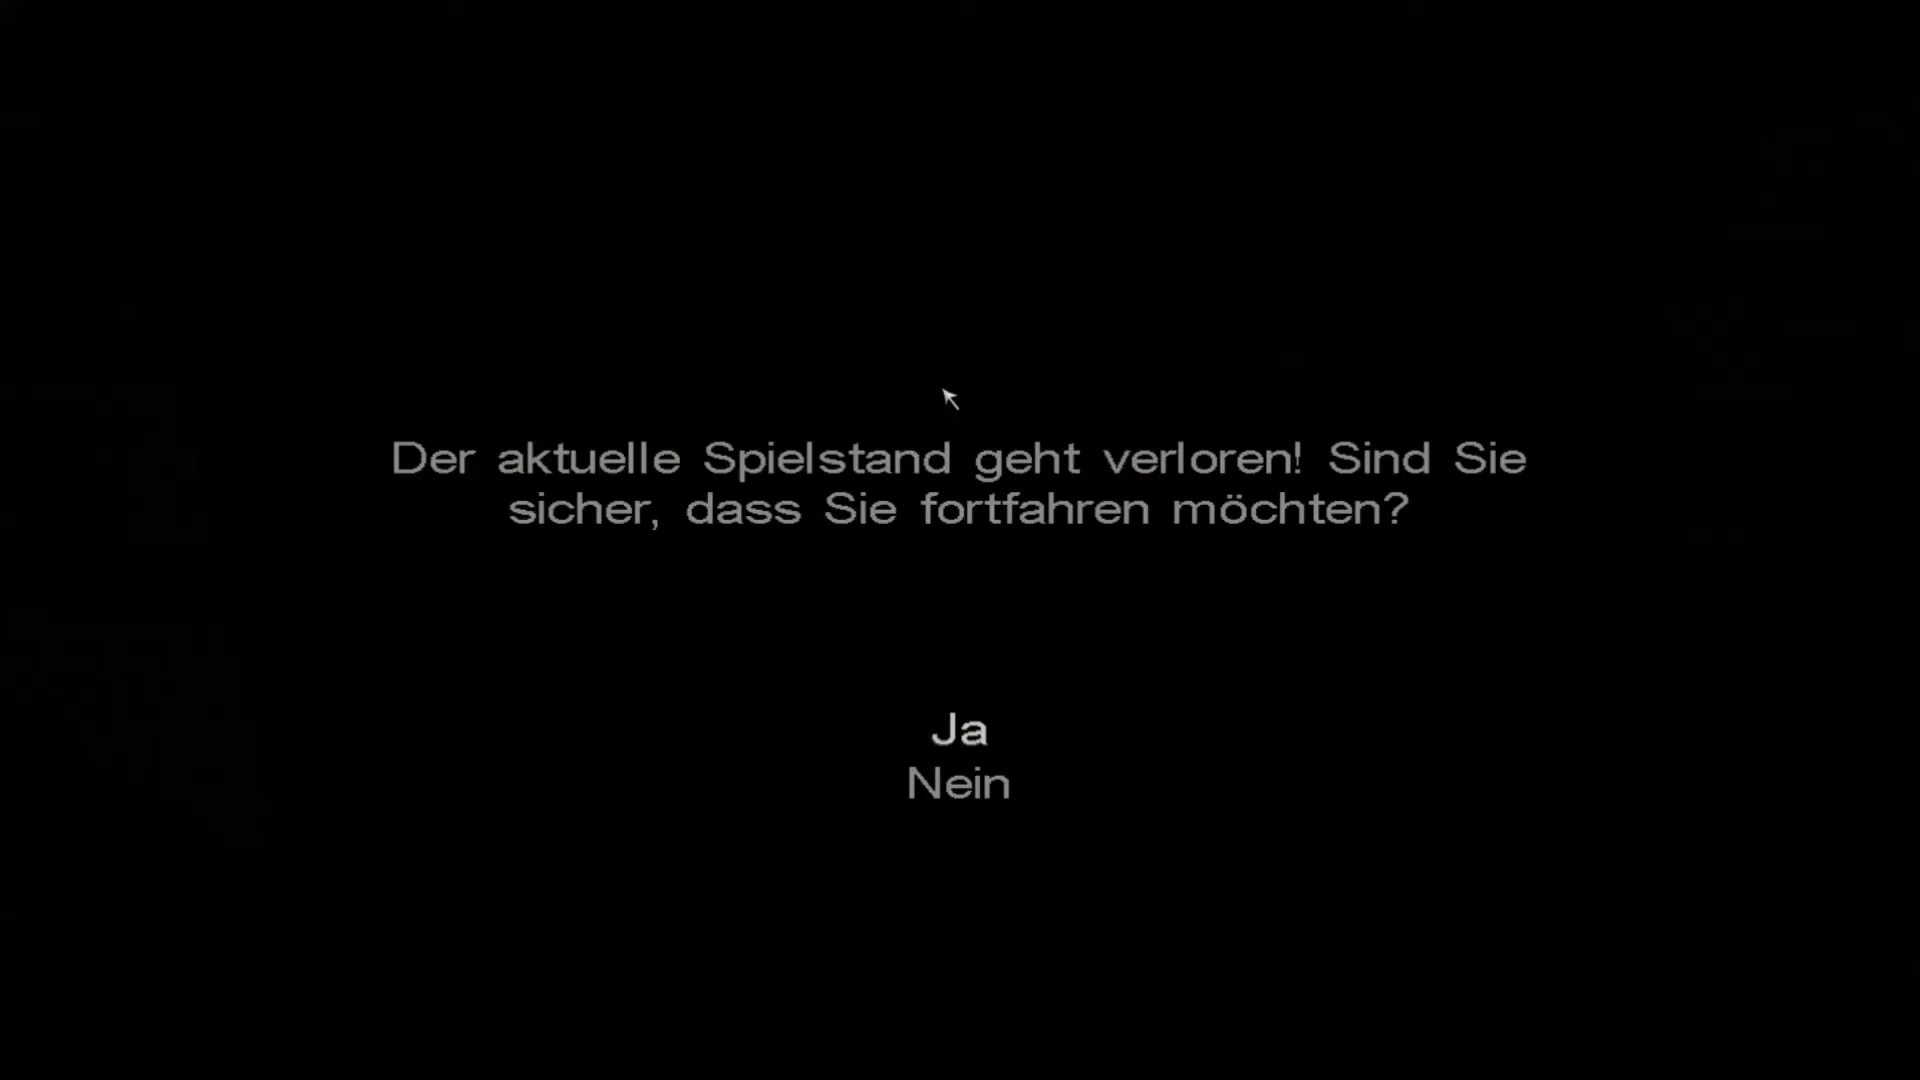 Der aktuelle Spielstand geht verloren! Sind Sie
sicher, dass Sie fortfahren möchten?
Ja
Nein